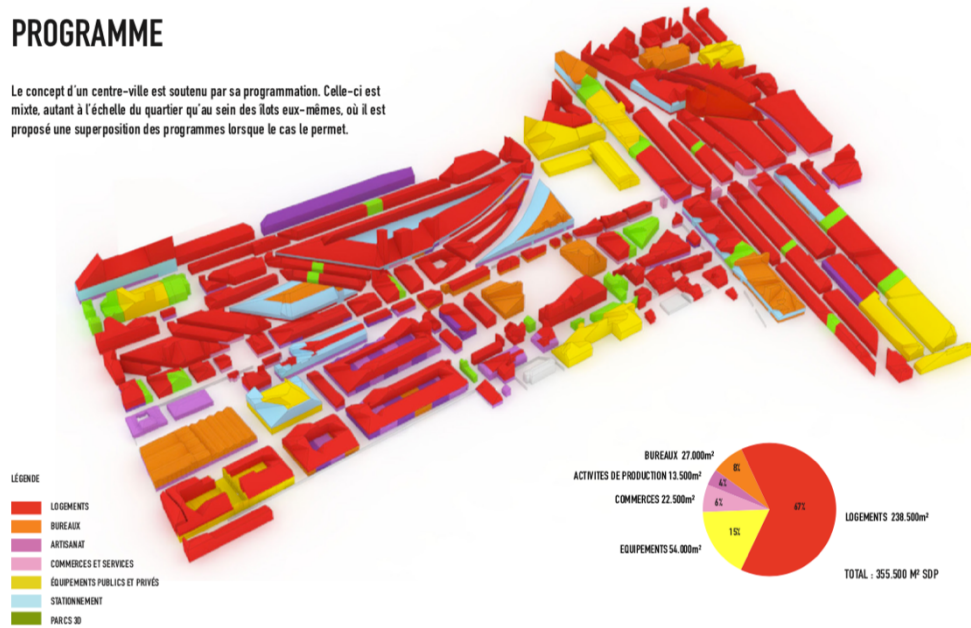 PROGRAMME
Le concept d'un centre-ville est soutenu par sa programmation. Celle-ci est
mixte, autant à l'échelle du quartier qu'au sein des îlots eux-mêmes, où il est
proposé une superposition des programmes lorsque le cas le permet.
LÉGENDE
LOGEMENTS
BUREAUX
ARTISANAT
COMMERCES ET SERVICES
ÉQUIPEMENTS PUBLICS ET PRIVÉS
STATIONNEMENT
PARCS 3D
BUREAUX 27.000m²
ACTIVITES DE PRODUCTION 13.500m²
COMMERCES 22.500m²
EQUIPEMENTS 54.000m²
8%
4%
6%
15%
67%
LOGEMENTS 238.500m²
TOTAL : 355.500 M² SDP